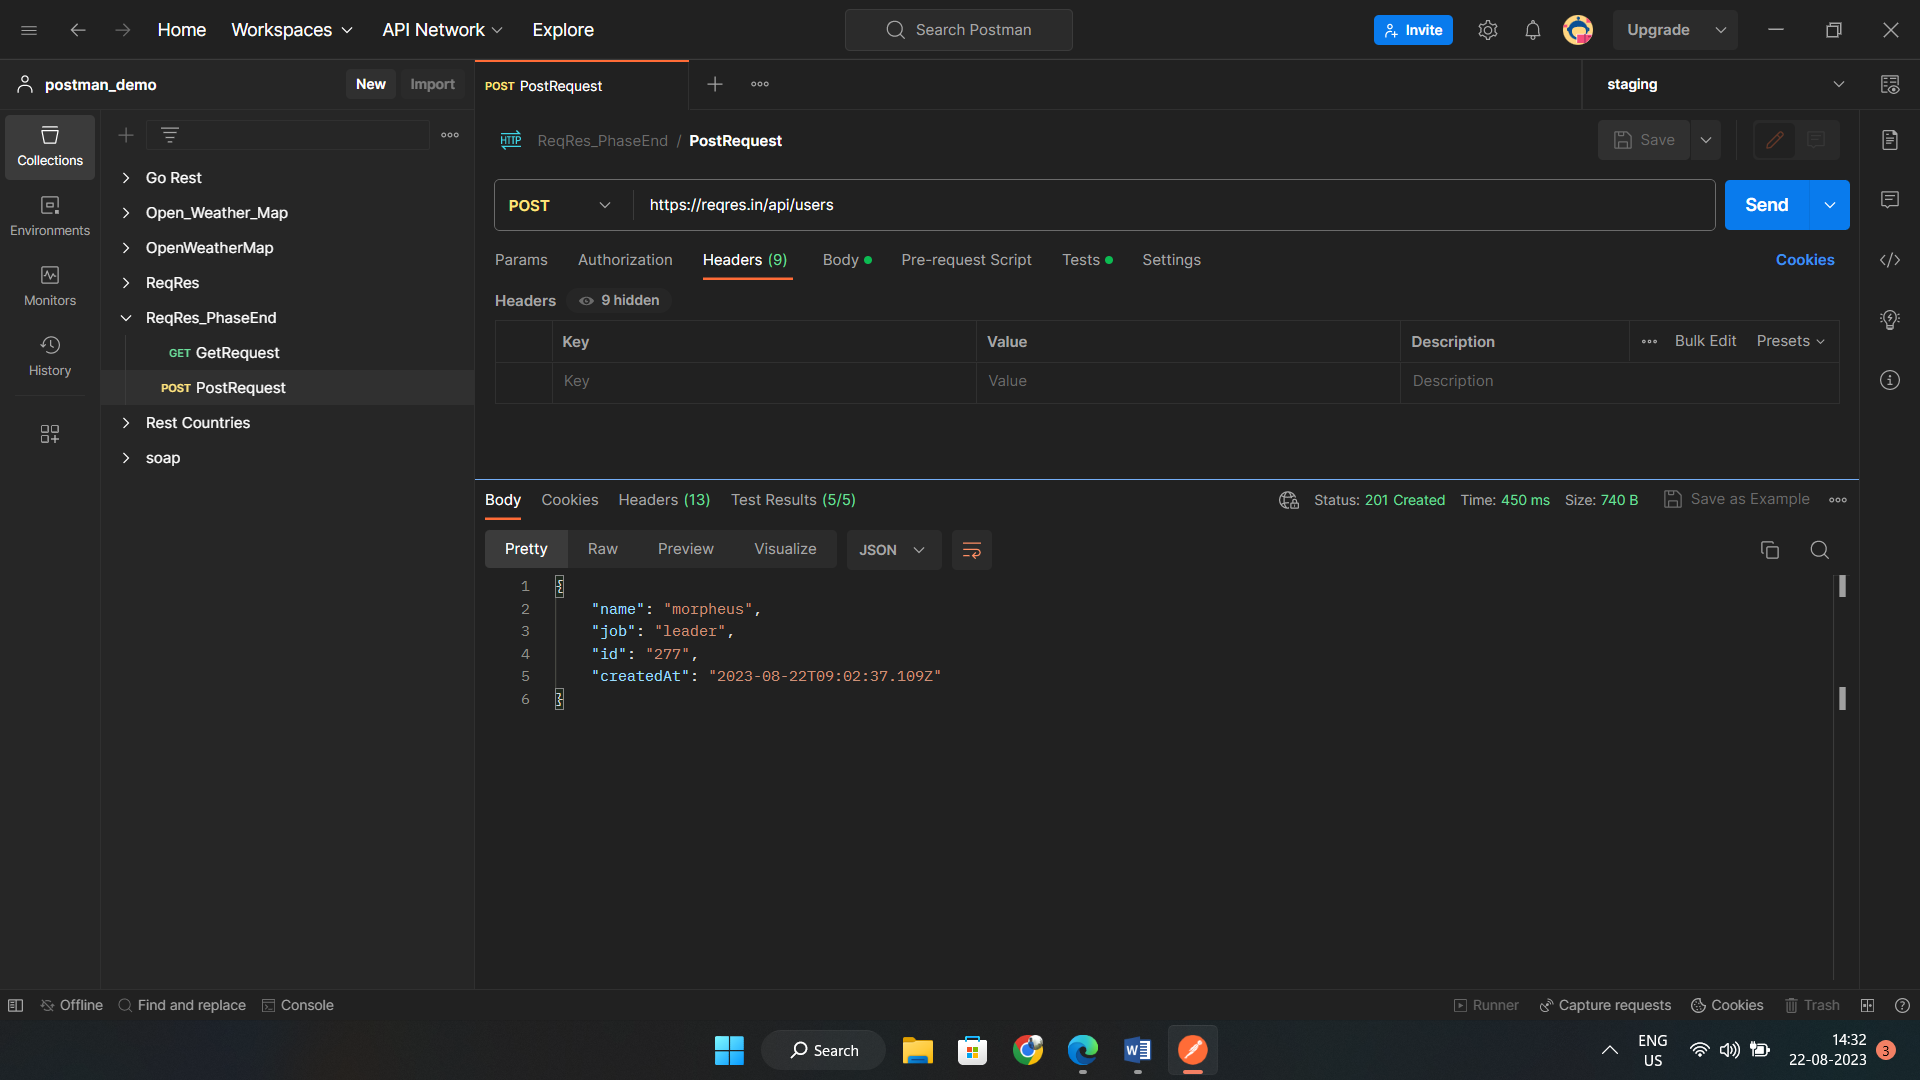 Home Workspaces API Network Explore Search Postman Invite Upgrade
postman_demo New Import POST PostRequest staging
Collections
Environments
Monitors
History
Go Rest
Open_Weather_Map
OpenWeatherMap
ReqRes
ReqRes_PhaseEnd
GET GetRequest
POST PostRequest
Rest Countries
soap
HTTP ReqRes_PhaseEnd / PostRequest Save
POST https://reqres.in/api/users Send
Params Authorization Headers (9) Body Pre-request Script Tests Settings Cookies
Headers 9 hidden
Key Value Description Bulk Edit Presets
Key Value Description
Body Cookies Headers (13) Test Results (5/5) Status: 201 Created Time: 450 ms Size: 740 B Save as Example
Pretty Raw Preview Visualize JSON
1 {
2 "name": "morpheus",
3 "job": "leader",
4 "id": "277",
5 "createdAt": "2023-08-22T09:02:37.109Z"
6 }
Offline Find and replace Console Runner Capture requests Cookies Trash
Search
ENG
US
14:32
22-08-2023
3